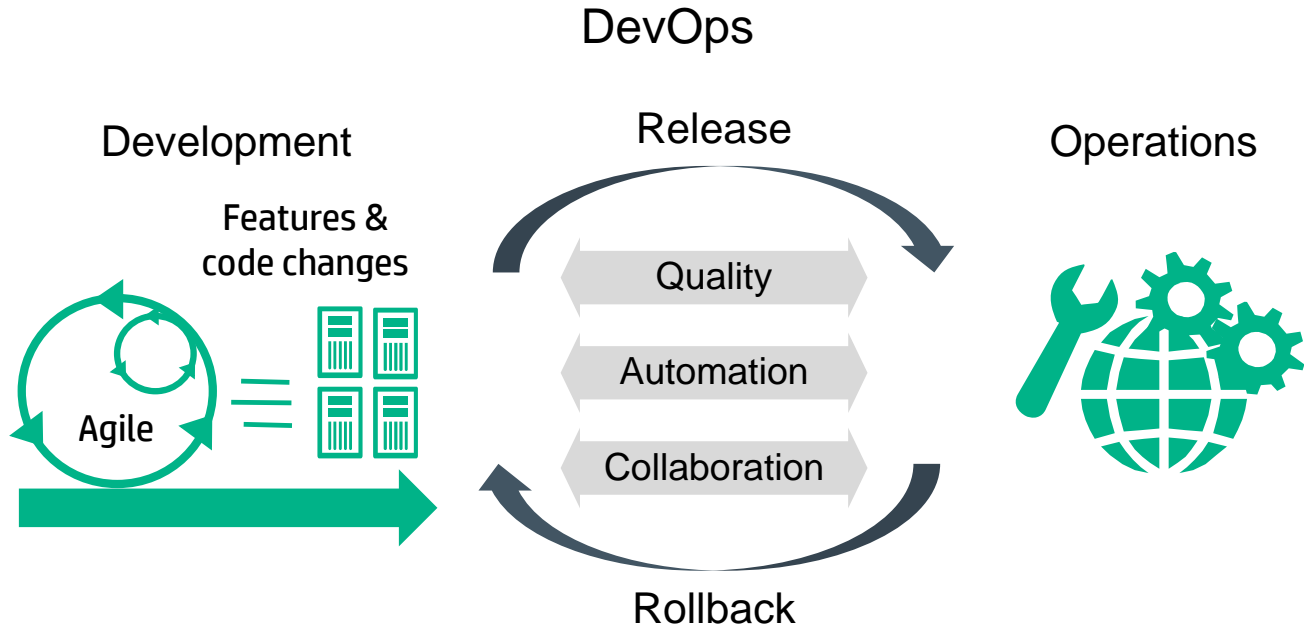 DevOps
Development
Release
Operations
Features &
code changes
Quality
Automation
Agile
Collaboration
Rollback